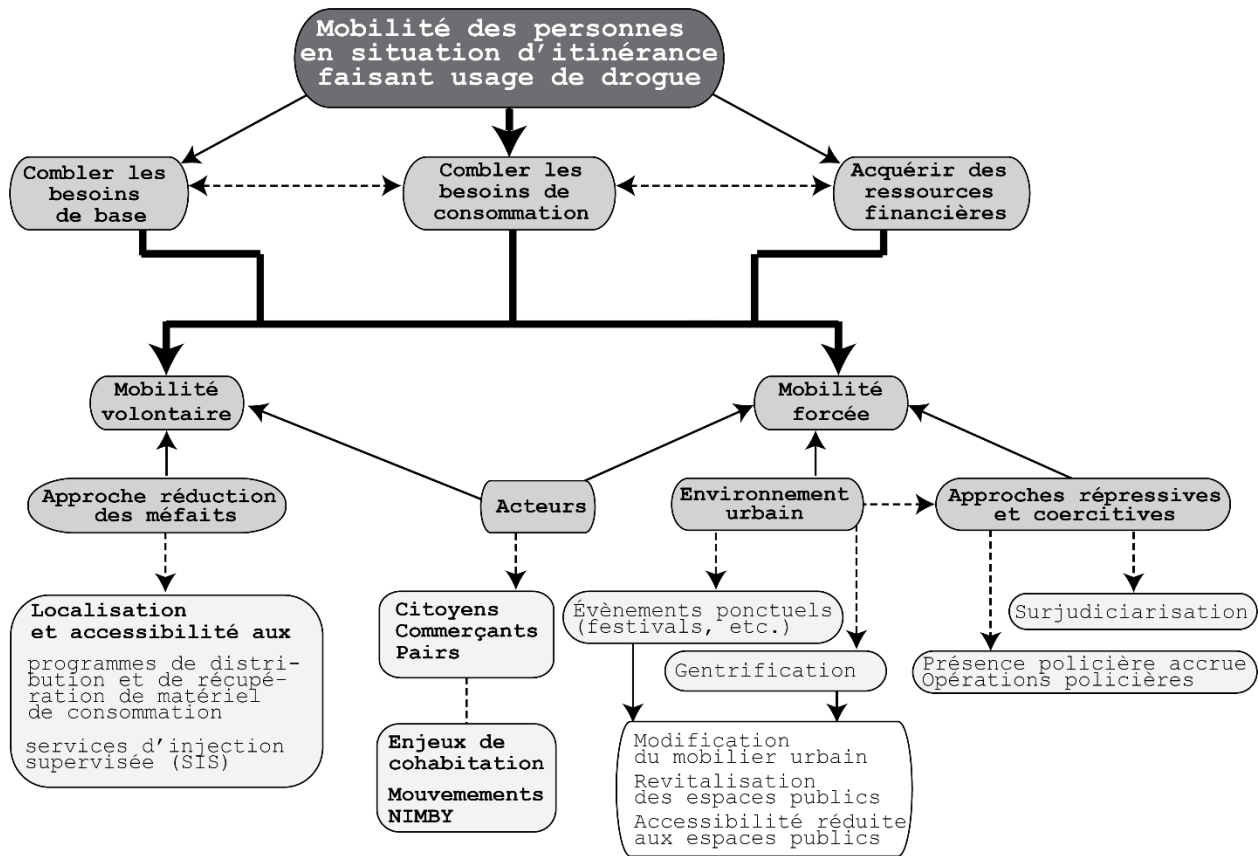 Mobilité des personnes
en situation d’itinérance
faisant usage de drogue
Combler les
besoins
de base
Combler les
besoins de
consommation
Acquérir des
ressources
financières
Mobilité
volontaire
Mobilité
forcée
Approche réduction
des méfaits
Acteurs
Environnement
urbain
Approches répressives
et coercitives
Localisation
et accessibilité aux
programmes de distri-
bution et de récupé-
ration de matériel
de consommation
services d’injection
supervisée (SIS)
Citoyens
Commerçants
Pairs
Enjeux de
cohabitation
Mouvemements
NIMBY
Évènements ponctuels
(festivals, etc.)
Gentrification
Modification
du mobilier urbain
Revitalisation
des espaces publics
Accessibilité réduite
aux espaces publics
Surjudiciarisation
Présence policière accrue
Opérations policières